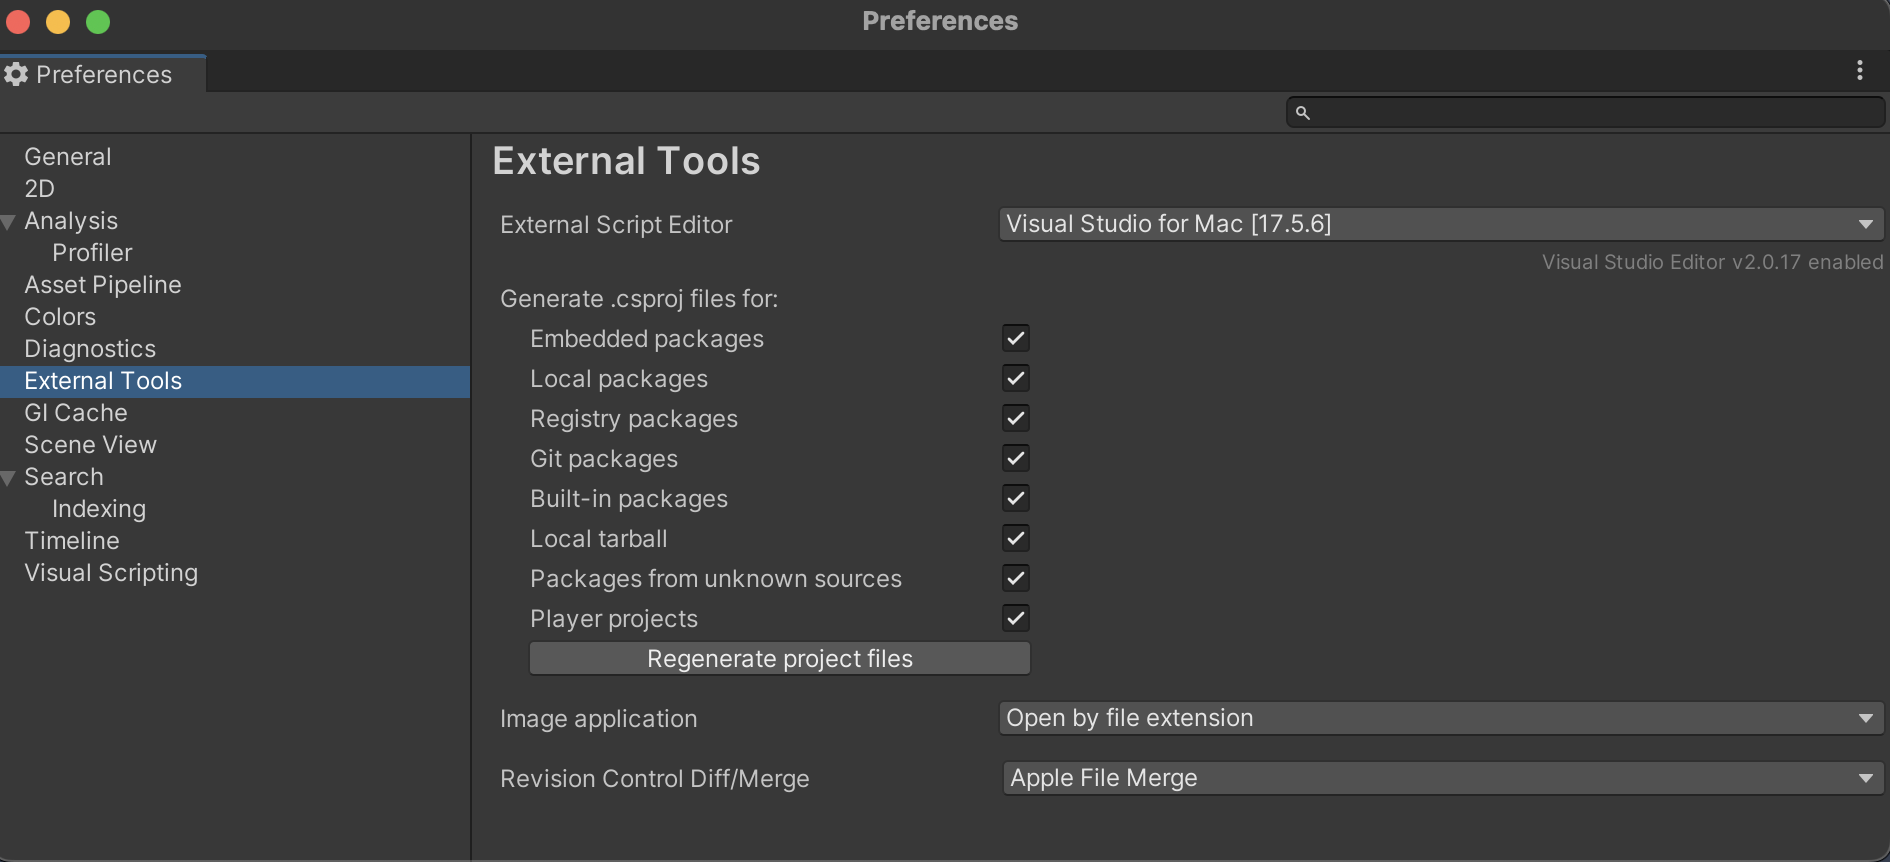 Preferences
Preferences
General
2D
Analysis
Profiler
Asset Pipeline
Colors
Diagnostics
External Tools
GI Cache
Scene View
Search
Indexing
Timeline
Visual Scripting
External Tools
External Script Editor
Visual Studio for Mac [17.5.6]
Visual Studio Editor v2.0.17 enabled
Generate .csproj files for:
Embedded packages
Local packages
Registry packages
Git packages
Built-in packages
Local tarball
Packages from unknown sources
Player projects
Regenerate project files
Image application
Open by file extension
Revision Control Diff/Merge
Apple File Merge